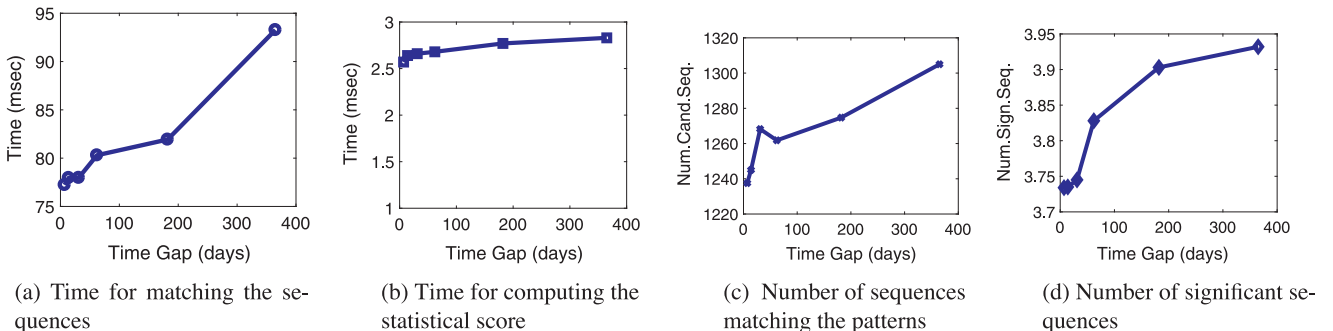 95
90
85
80
75
Time (msec)
0 100 200 300 400
Time Gap (days)
(a) Time for matching the se-
quences
3
2.5
2
1.5
1
Time (msec)
0 100 200 300 400
Time Gap (days)
(b) Time for computing the
statistical score
1320
1300
1280
1260
1240
1220
Num.Cand.Seq.
0 100 200 300 400
Time Gap (days)
(c) Number of sequences
matching the patterns
3.95
3.9
3.85
3.8
3.75
3.7
Num.Sign.Seq.
0 100 200 300 400
Time Gap (days)
(d) Number of significant se-
quences